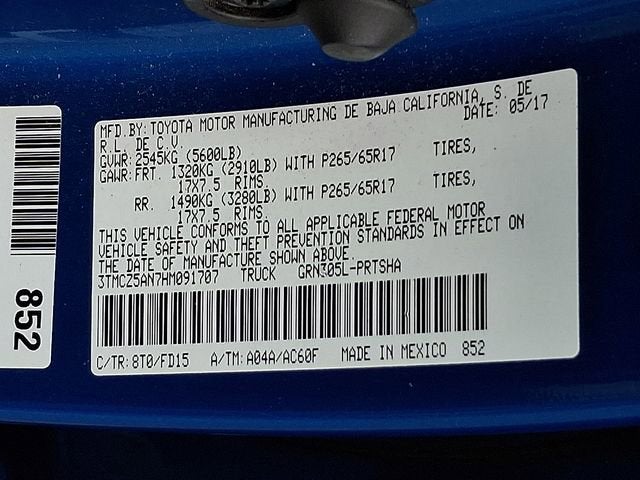 MFD. BY: TOYOTA MOTOR MANUFACTURING DE BAJA CALIFORNIA, S. DE
R.L. DE C.V. DATE: 05/17
GVWR: 2545KG (5600LB)
GAWR: FRT. 1320KG (2910LB) WITH P265/65R17 TIRES,
17X7.5 RIMS.
RR. 1490KG (3280LB) WITH P265/65R17 TIRES,
17X7.5 RIMS.
THIS VEHICLE CONFORMS TO ALL APPLICABLE FEDERAL MOTOR
VEHICLE SAFETY AND THEFT PREVENTION STANDARDS IN EFFECT ON
THE DATE OF MANUFACTURE SHOWN ABOVE.
3TMCZ5AN7HM091707 TRUCK GRN305L-PRTSHA
C/TR: 8T0/FD15 A/TM: A04A/AC60F MADE IN MEXICO 852
852